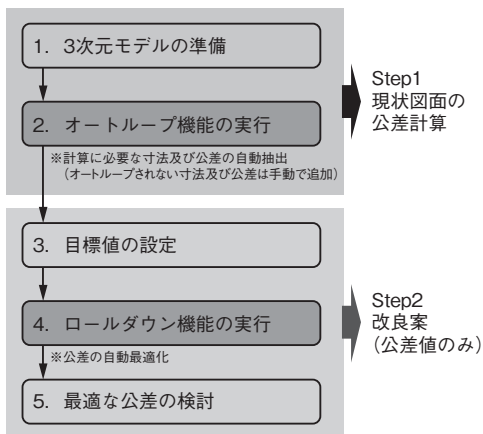 1. 3次元モデルの準備
2. オートループ機能の実行
※計算に必要な寸法及び公差の自動抽出
(オートループされない寸法及び公差は手動で追加)
Step1
現状図面の
公差計算
3. 目標値の設定
4. ロールダウン機能の実行
※公差の自動最適化
5. 最適な公差の検討
Step2
改良案
(公差値のみ)